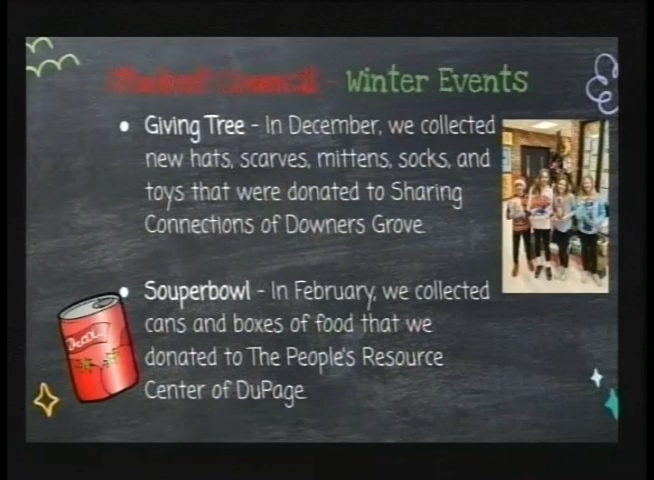 Student Council - Winter Events
• Giving Tree - In December, we collected
new hats, scarves, mittens, socks, and
toys that were donated to Sharing
Connections of Downers Grove
• Souperbowl - In February, we collected
cans and boxes of food that we
donated to The People's Resource
Center of DuPage